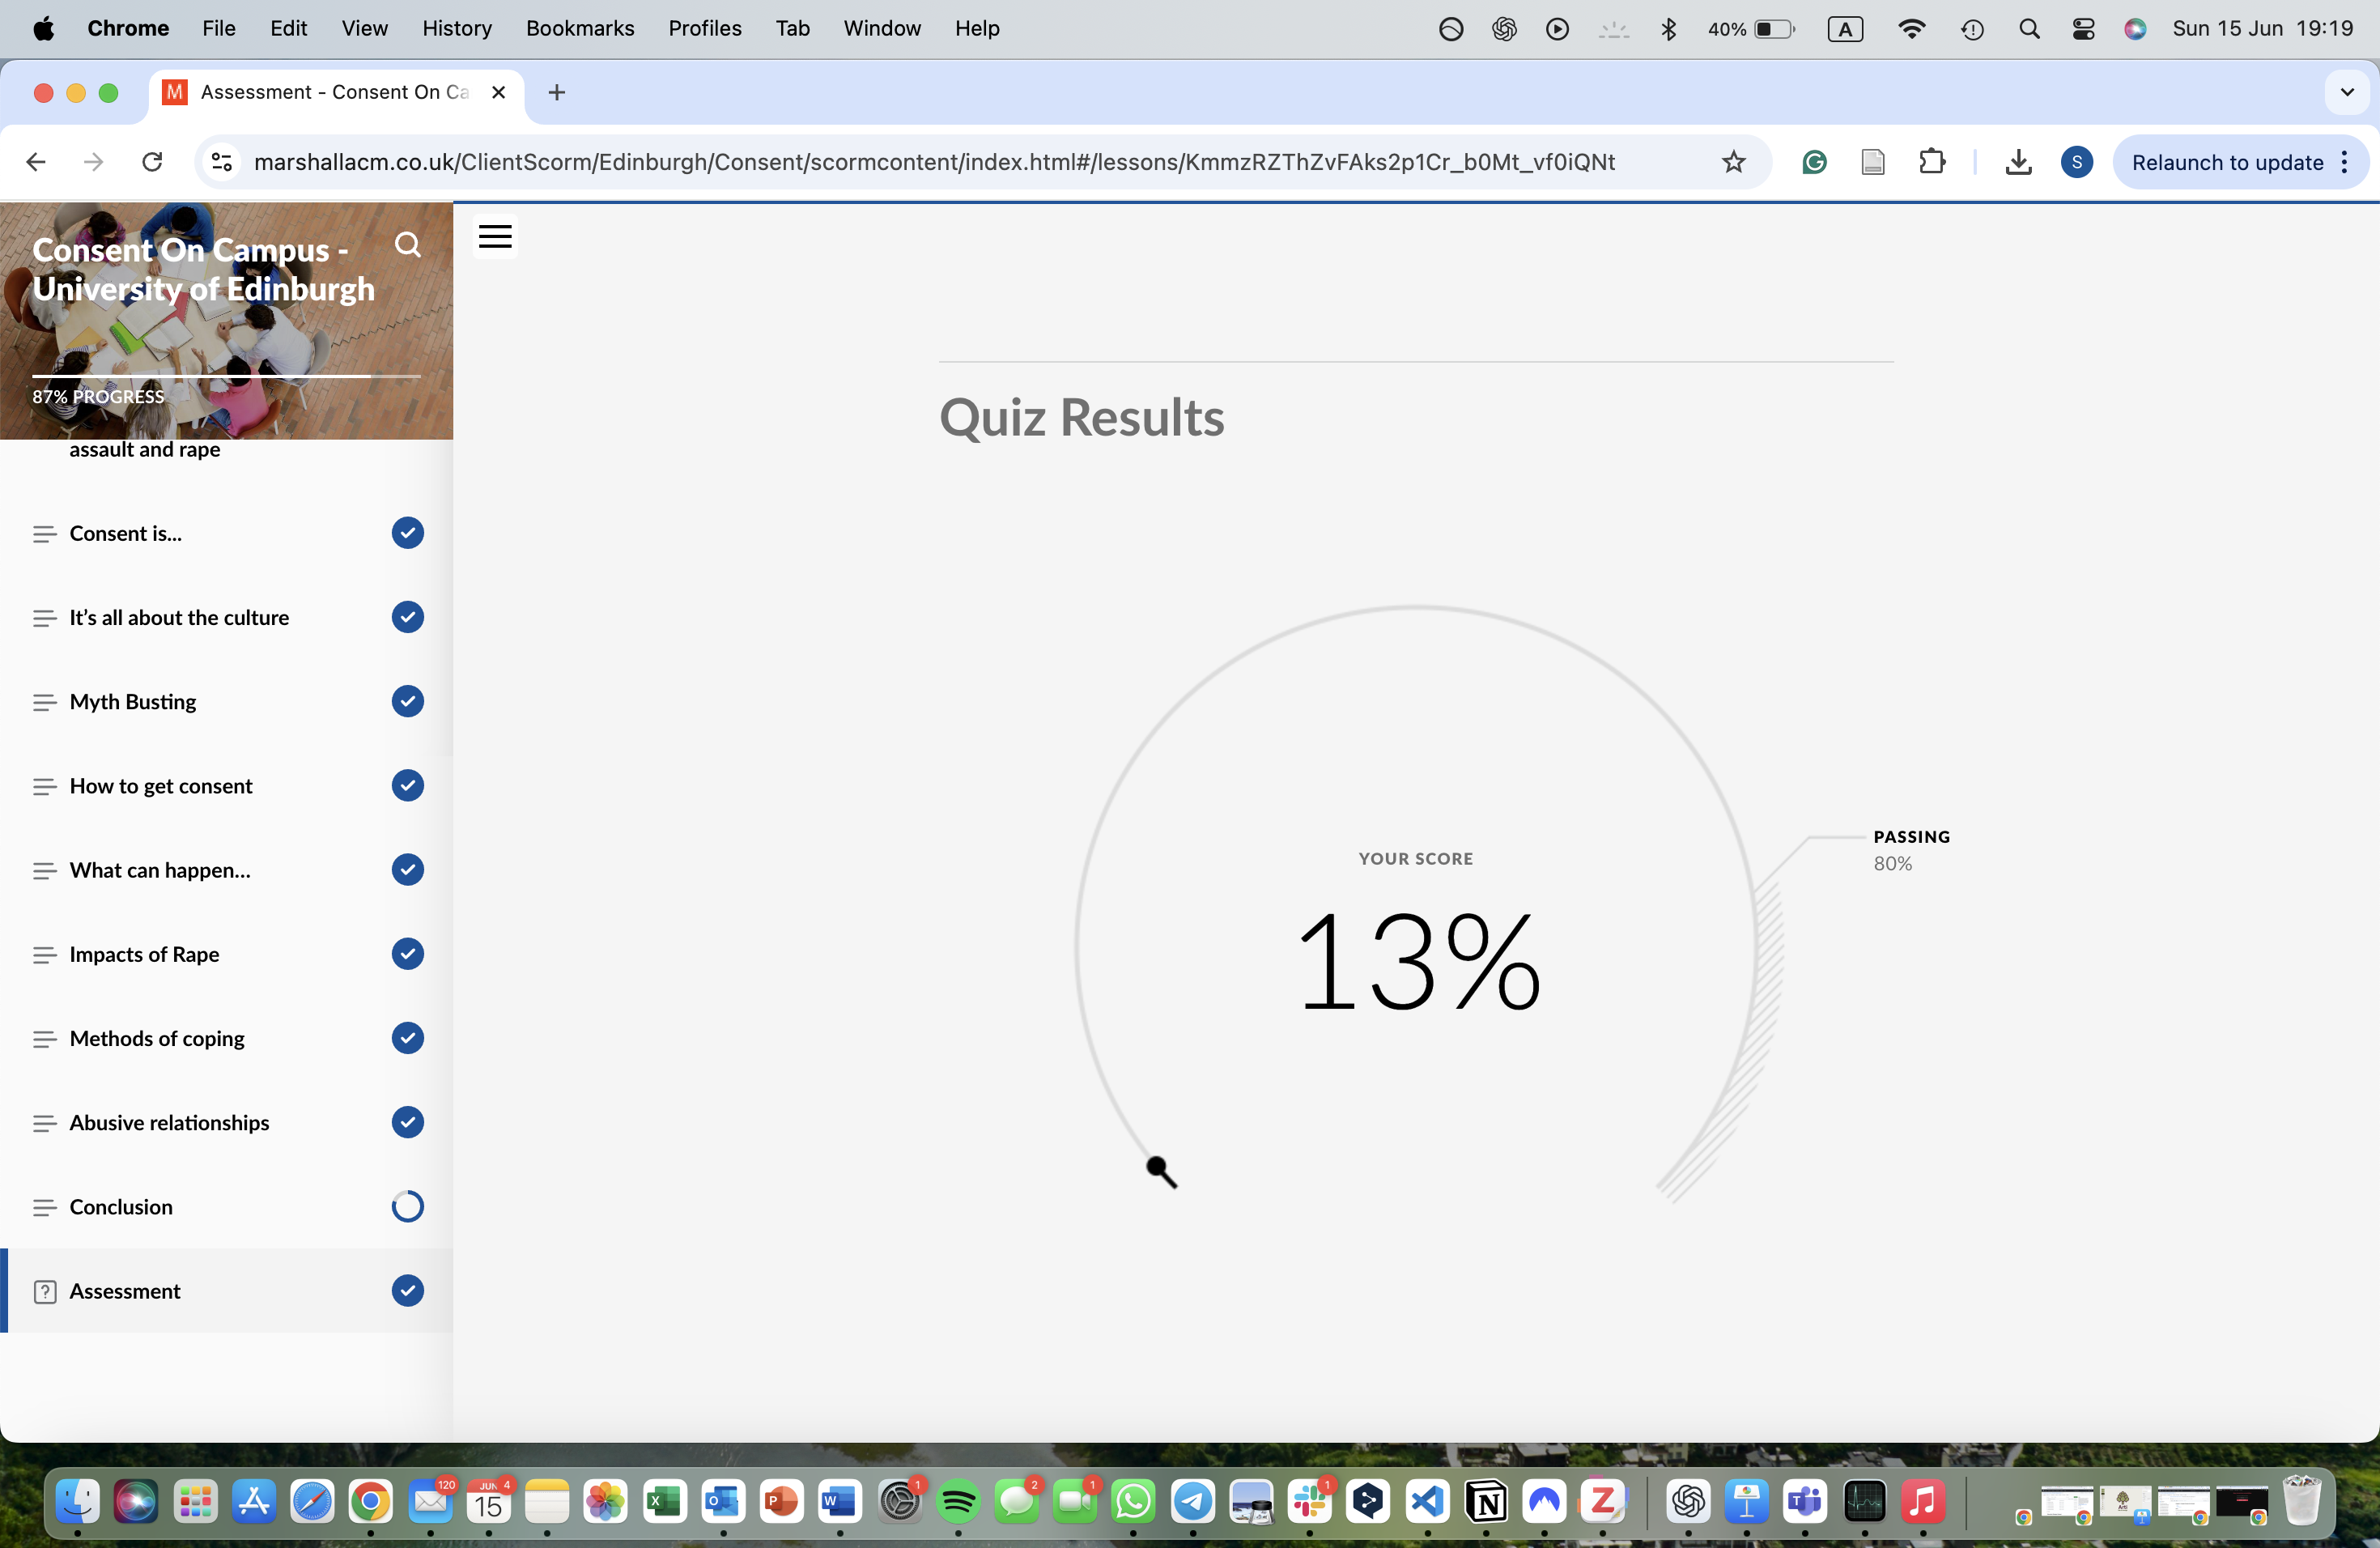 Chrome File Edit View History Bookmarks Profiles Tab Window Help 40% A Sun 15 Jun 19:19
M Assessment - Consent On Ca
marshallacm.co.uk/ClientScorm/Edinburgh/Consent/scormcontent/index.html#/lessons/KmmzRZThZvFAks2p1Cr_b0Mt_vf0iQNt S Relaunch to update
Consent On Campus -
University of Edinburgh
87% PROGRESS
assault and rape
Consent is...
It's all about the culture
Myth Busting
How to get consent
What can happen...
Impacts of Rape
Methods of coping
Abusive relationships
Conclusion
Assessment
Quiz Results
YOUR SCORE
13%
PASSING
80%
120 JUN 4 1 2 1 1
15